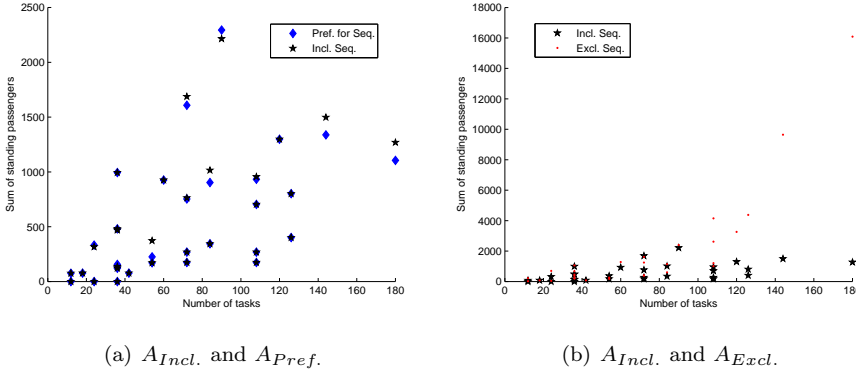 2500
2000
1500
1000
500
0
Sum of standing passengers
0 20 40 60 80 100 120 140 160 180
Number of tasks
Pref. for Seq.
Incl. Seq.
(a) A_{Incl.} and A_{Pref.}
18000
16000
14000
12000
10000
8000
6000
4000
2000
0
Sum of standing passengers
0 20 40 60 80 100 120 140 160 180
Number of tasks
Incl. Seq.
Excl. Seq.
(b) A_{Incl.} and A_{Excl.}